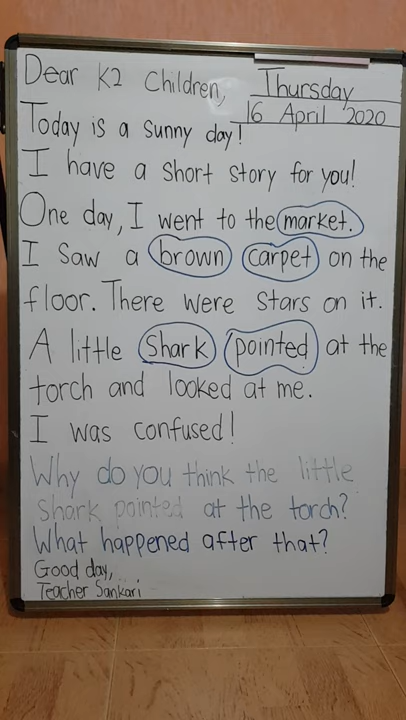 Dear K2 Children,
Thursday
16 April 2020
Today is a sunny day!
I have a short story for you!
One day, I went to the market.
I saw a brown carpet on the
floor. There were stars on it.
A little shark pointed at the
torch and looked at me.
I was confused!
Why do you think the little
shark pointed at the torch?
What happened after that?
Good day,
Teacher Sankari